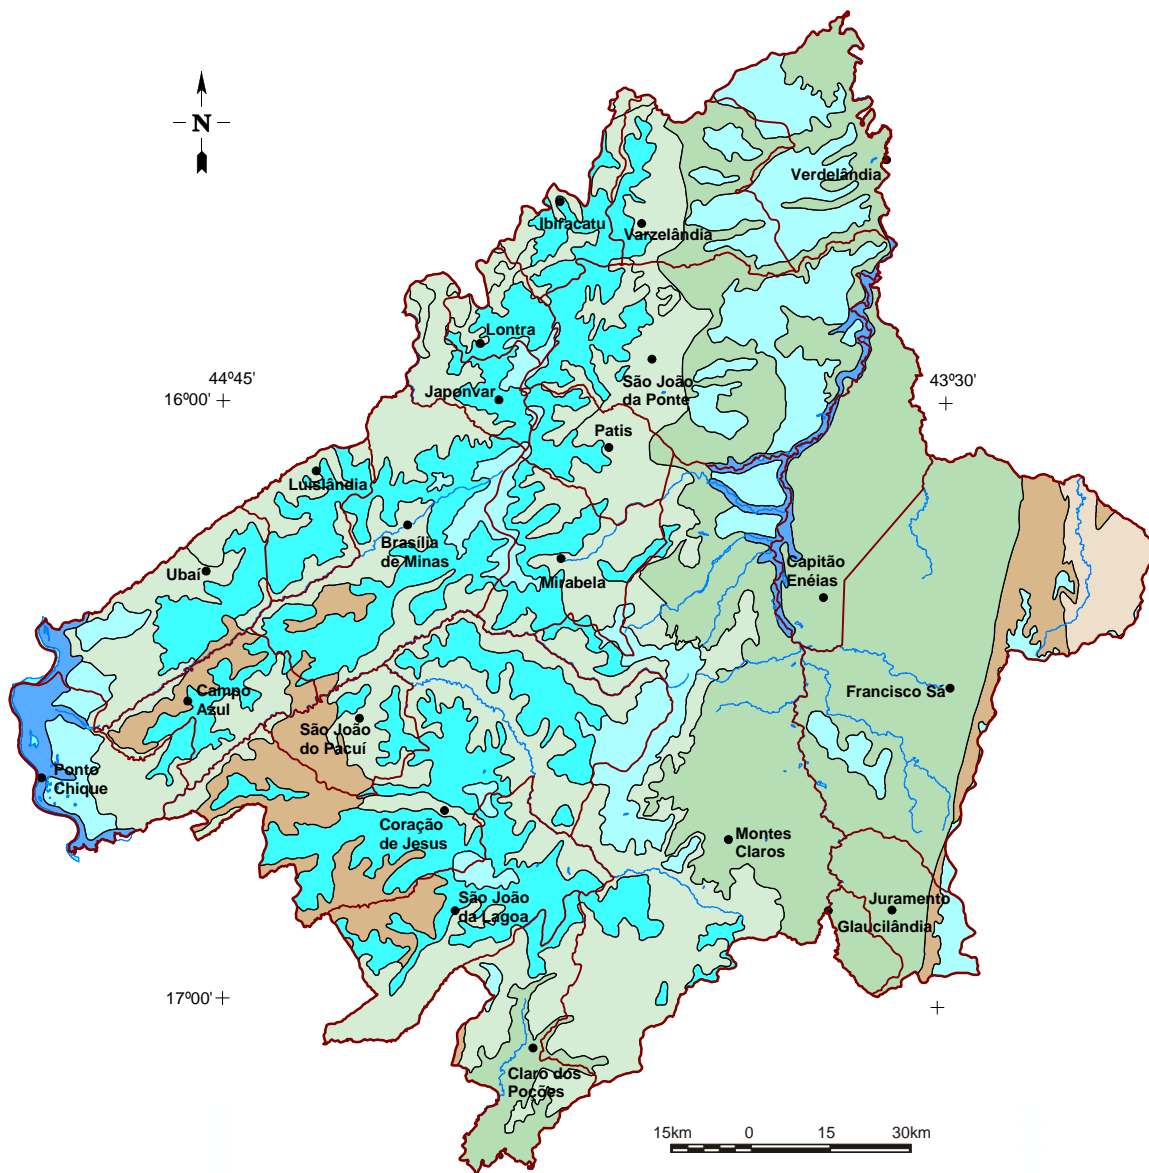 N
Verdelândia
Ibiracatu
Varzelândia
Lontra
44º45'
16º00'
43º30'
São João
da Ponte
Japonvar
Patis
Luislândia
Brasília
de Minas
Ubaí
Mirabela
Capitão
Enéias
Campo
Azul
Francisco Sá
São João
do Pacuí
Ponto
Chique
Coração
de Jesus
Montes
Claros
São João
da Lagoa
Juramento
Glaucilândia
17º00'
Claro dos
Poções
15km 0 15 30km